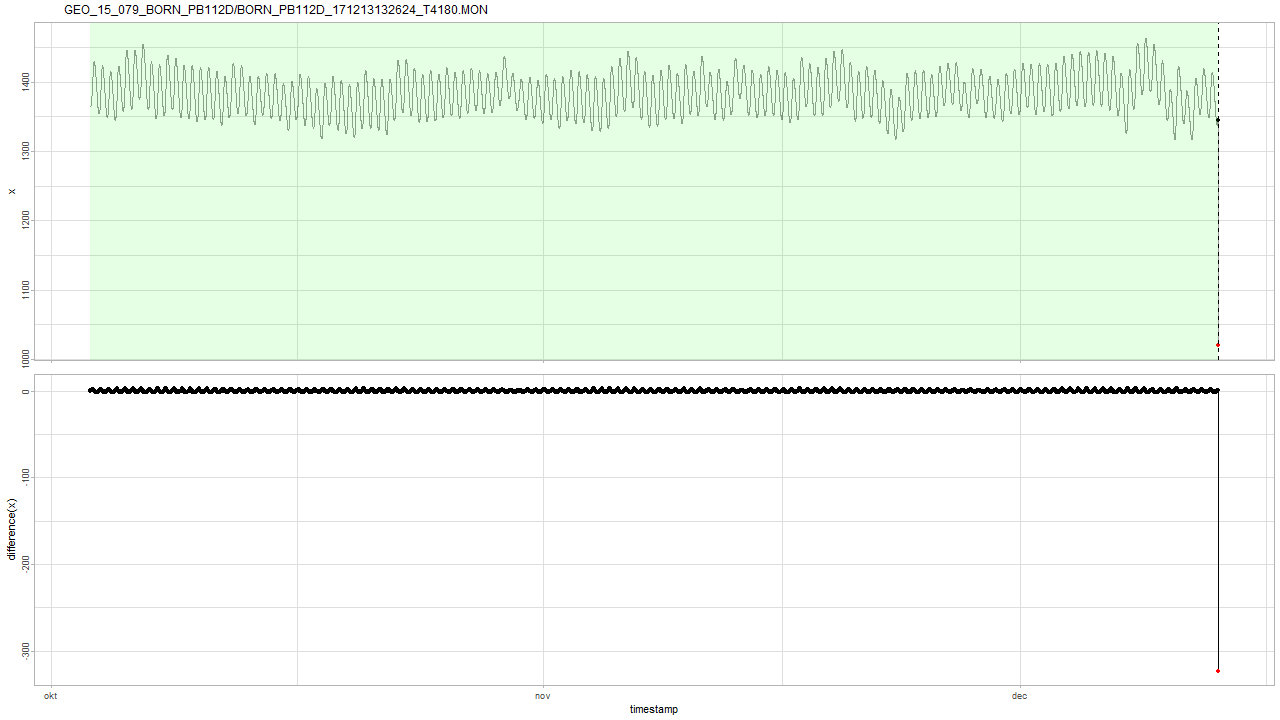 GEO_15_079_BORN_PB112D/BORN_PB112D_171213132624_T4180.MON
1400
1300
x
1200
1100
1000
0
-100
difference(x)
-200
-300
okt nov dec
timestamp